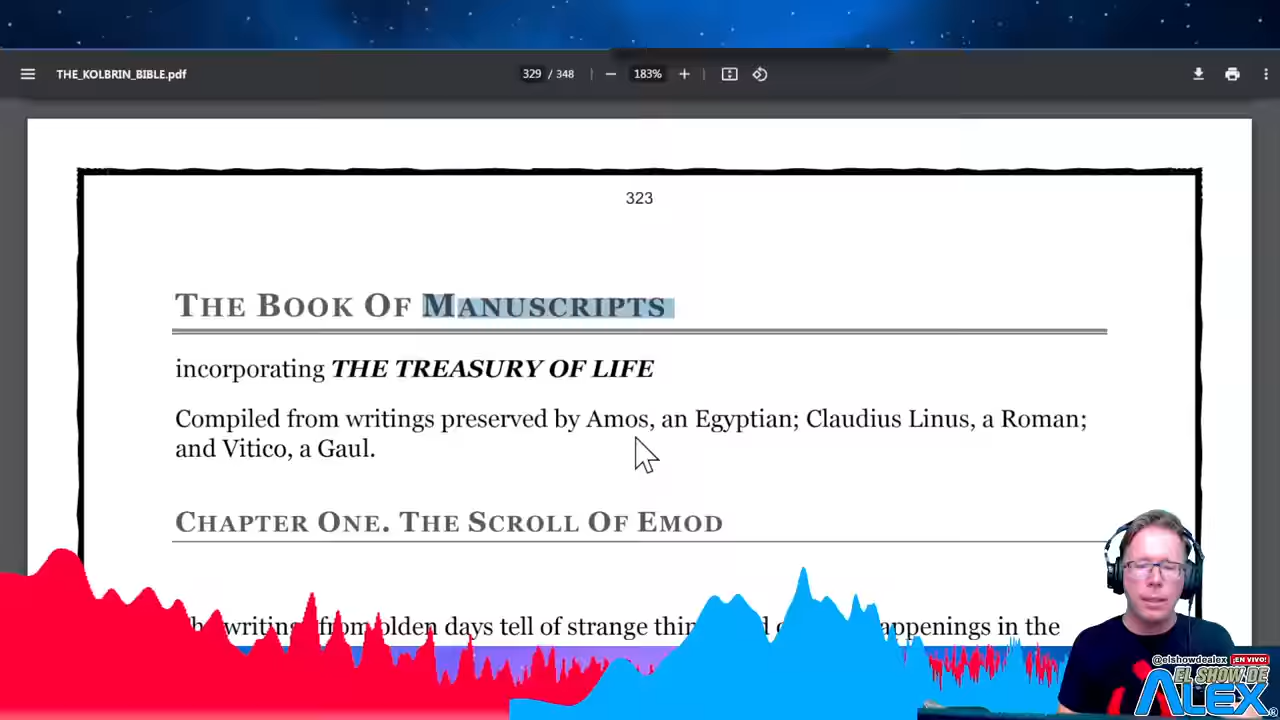 THE_KOLBRIN_BIBLE.pdf
329 / 348
183%
323
THE BOOK OF MANUSCRIPTS
incorporating THE TREASURY OF LIFE
Compiled from writings preserved by Amos, an Egyptian; Claudius Linus, a Roman;
and Vitico, a Gaul.
CHAPTER ONE. THE SCROLL OF EMOD
from olden days tell of strange in the
@elshowdealex ¡EN VIVO!
EL SHOW DE
ALEX